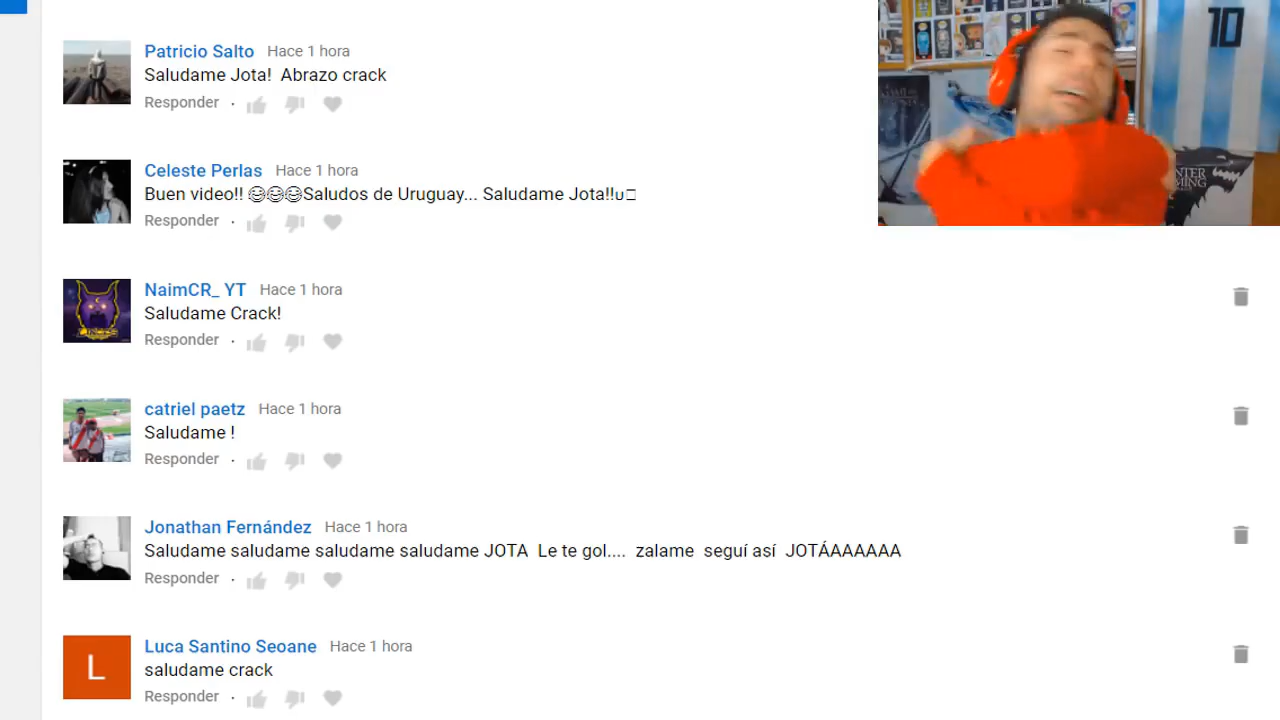 Patricio Salto Hace 1 hora
Saludame Jota! Abrazo crack
Responder
Celeste Perlas Hace 1 hora
Buen video!! 😊😊😊Saludos de Uruguay... Saludame Jota!!
Responder
NaimCR_ YT Hace 1 hora
Saludame Crack!
Responder
catriel paetz Hace 1 hora
Saludame !
Responder
Jonathan Fernández Hace 1 hora
Saludame saludame saludame saludame JOTA Le te gol.... zalame seguí así JOTÁAAAAAA
Responder
Luca Santino Seoane Hace 1 hora
saludame crack
Responder
L
10